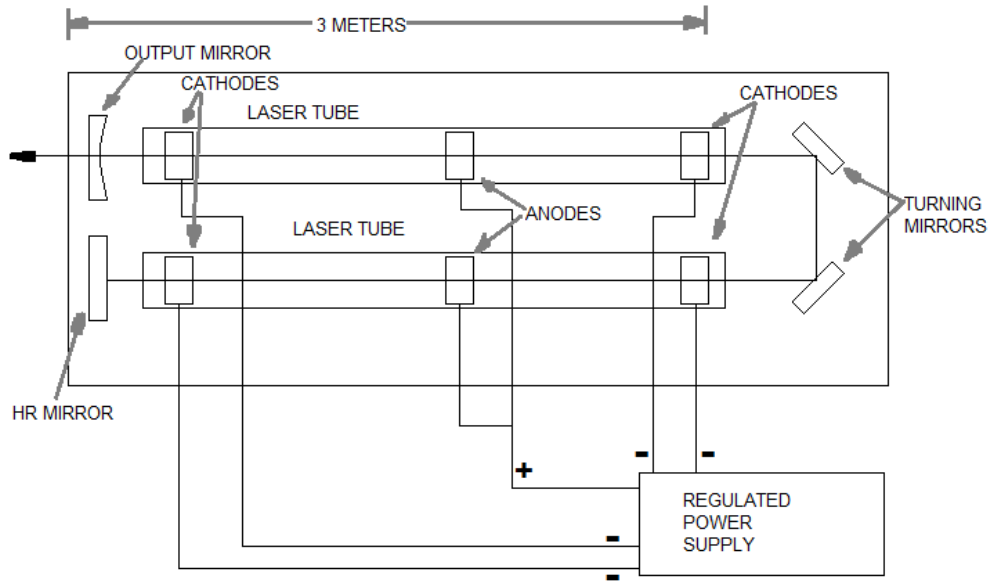 3 METERS
OUTPUT MIRROR
CATHODES
LASER TUBE
CATHODES
TURNING
MIRRORS
ANODES
LASER TUBE
HR MIRROR
+
-
-
-
-
REGULATED
POWER
SUPPLY